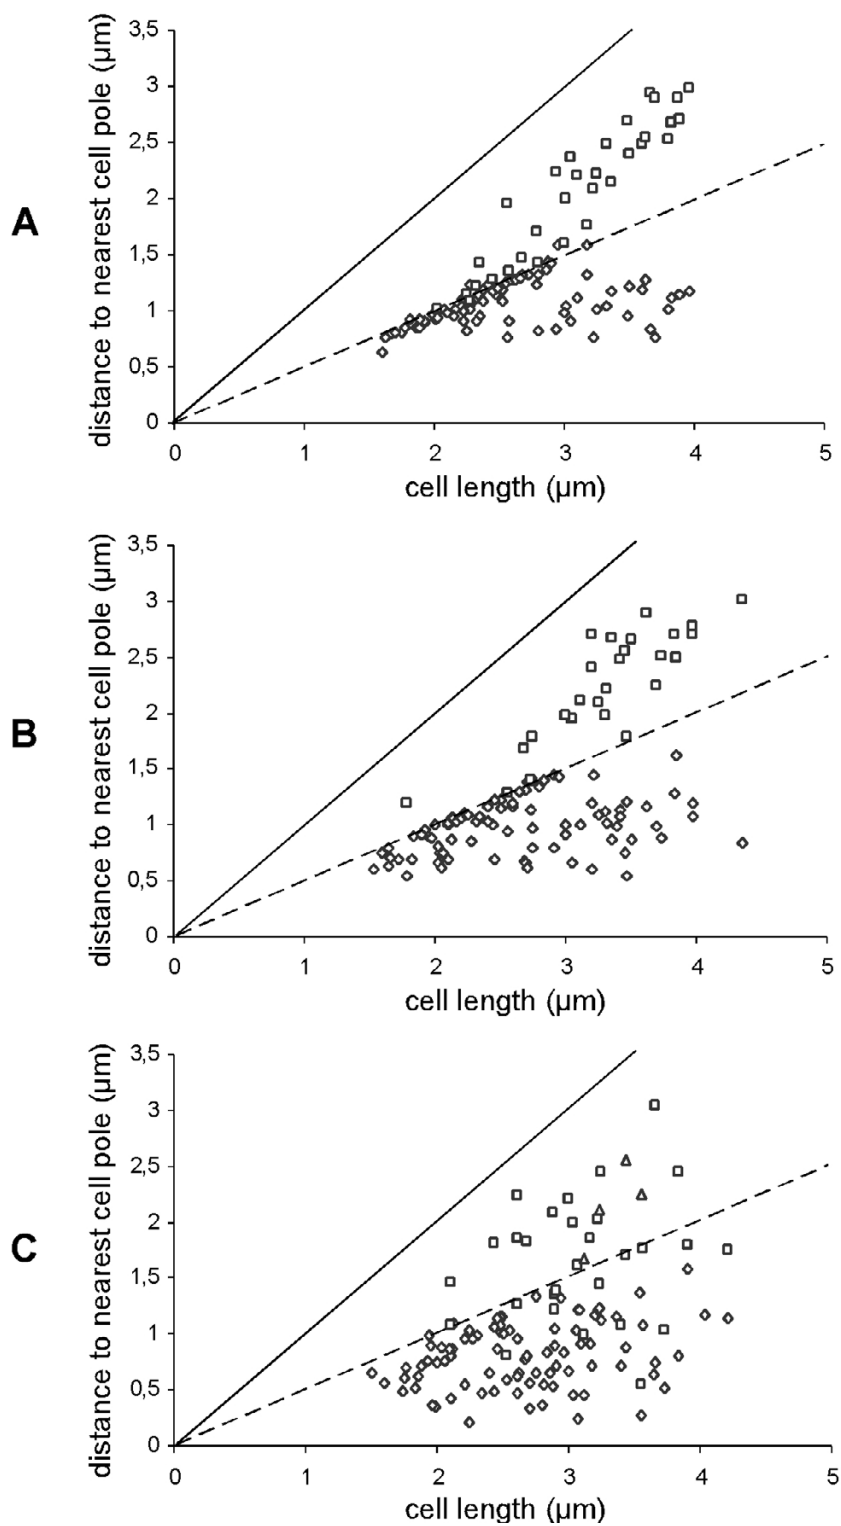 A
distance to nearest cell pole (µm)
3,5
3
2,5
2
1,5
1
0,5
0
0 1 2 3 4 5
cell length (µm)
B
distance to nearest cell pole (µm)
3,5
3
2,5
2
1,5
1
0,5
0
0 1 2 3 4 5
cell length (µm)
C
distance to nearest cell pole (µm)
3,5
3
2,5
2
1,5
1
0,5
0
0 1 2 3 4 5
cell length (µm)